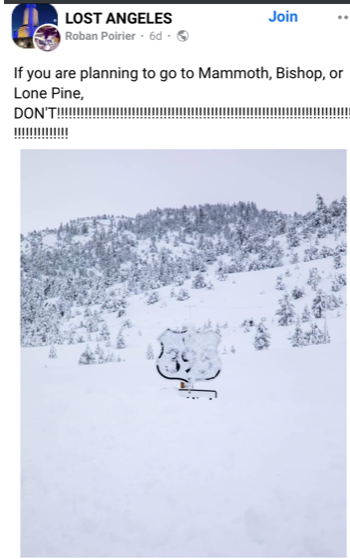 LOST ANGELES
Join
Roban Poirier · 6d ·
If you are planning to go to Mammoth, Bishop, or
Lone Pine,
DON'T!!!!!!!!!!!!!!!!!!!!!!!!!!!!!!!!!!!!!!!!!!!!!!!!!!!!!!!!!!!!!!!!!!!!!!!!!!
!!!!!!!!!!!!!!